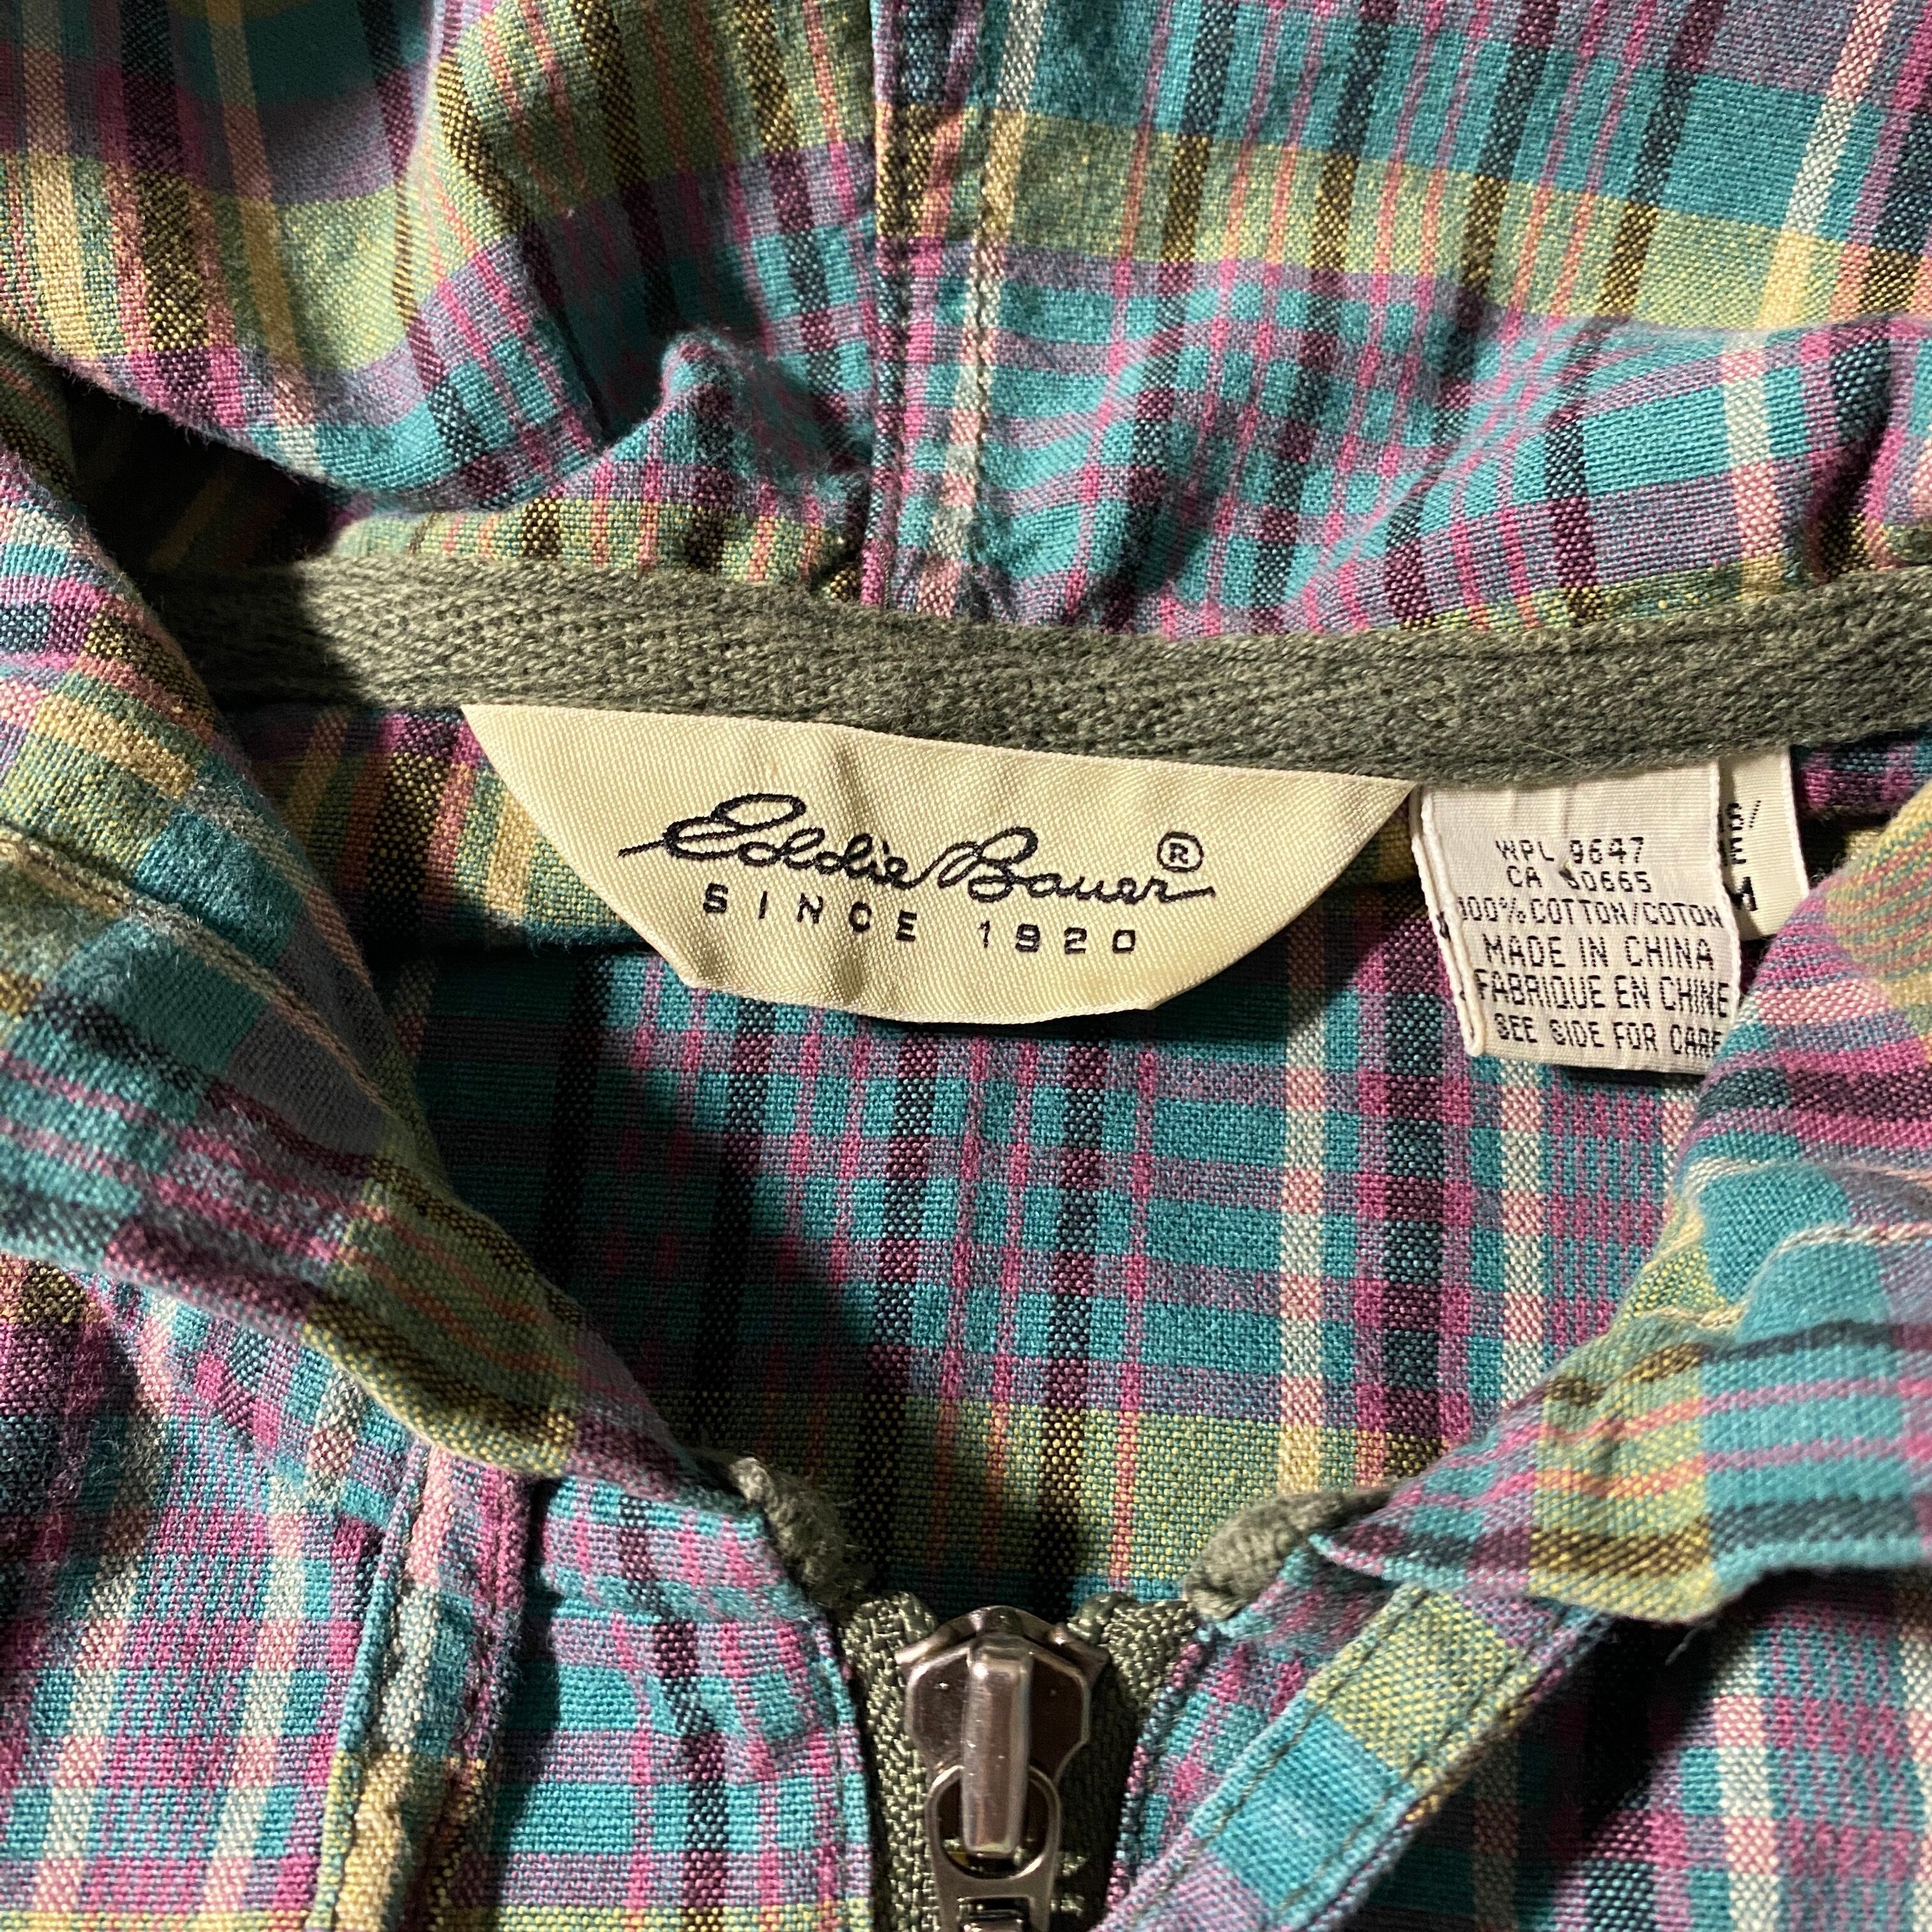 Eddie Bauer ®
SINCE 1920
WPL 9647
CA 30665
100% COTTON/COTON
MADE IN CHINA
FABRIQUE EN CHINE
SEE SIDE FOR CARE
M